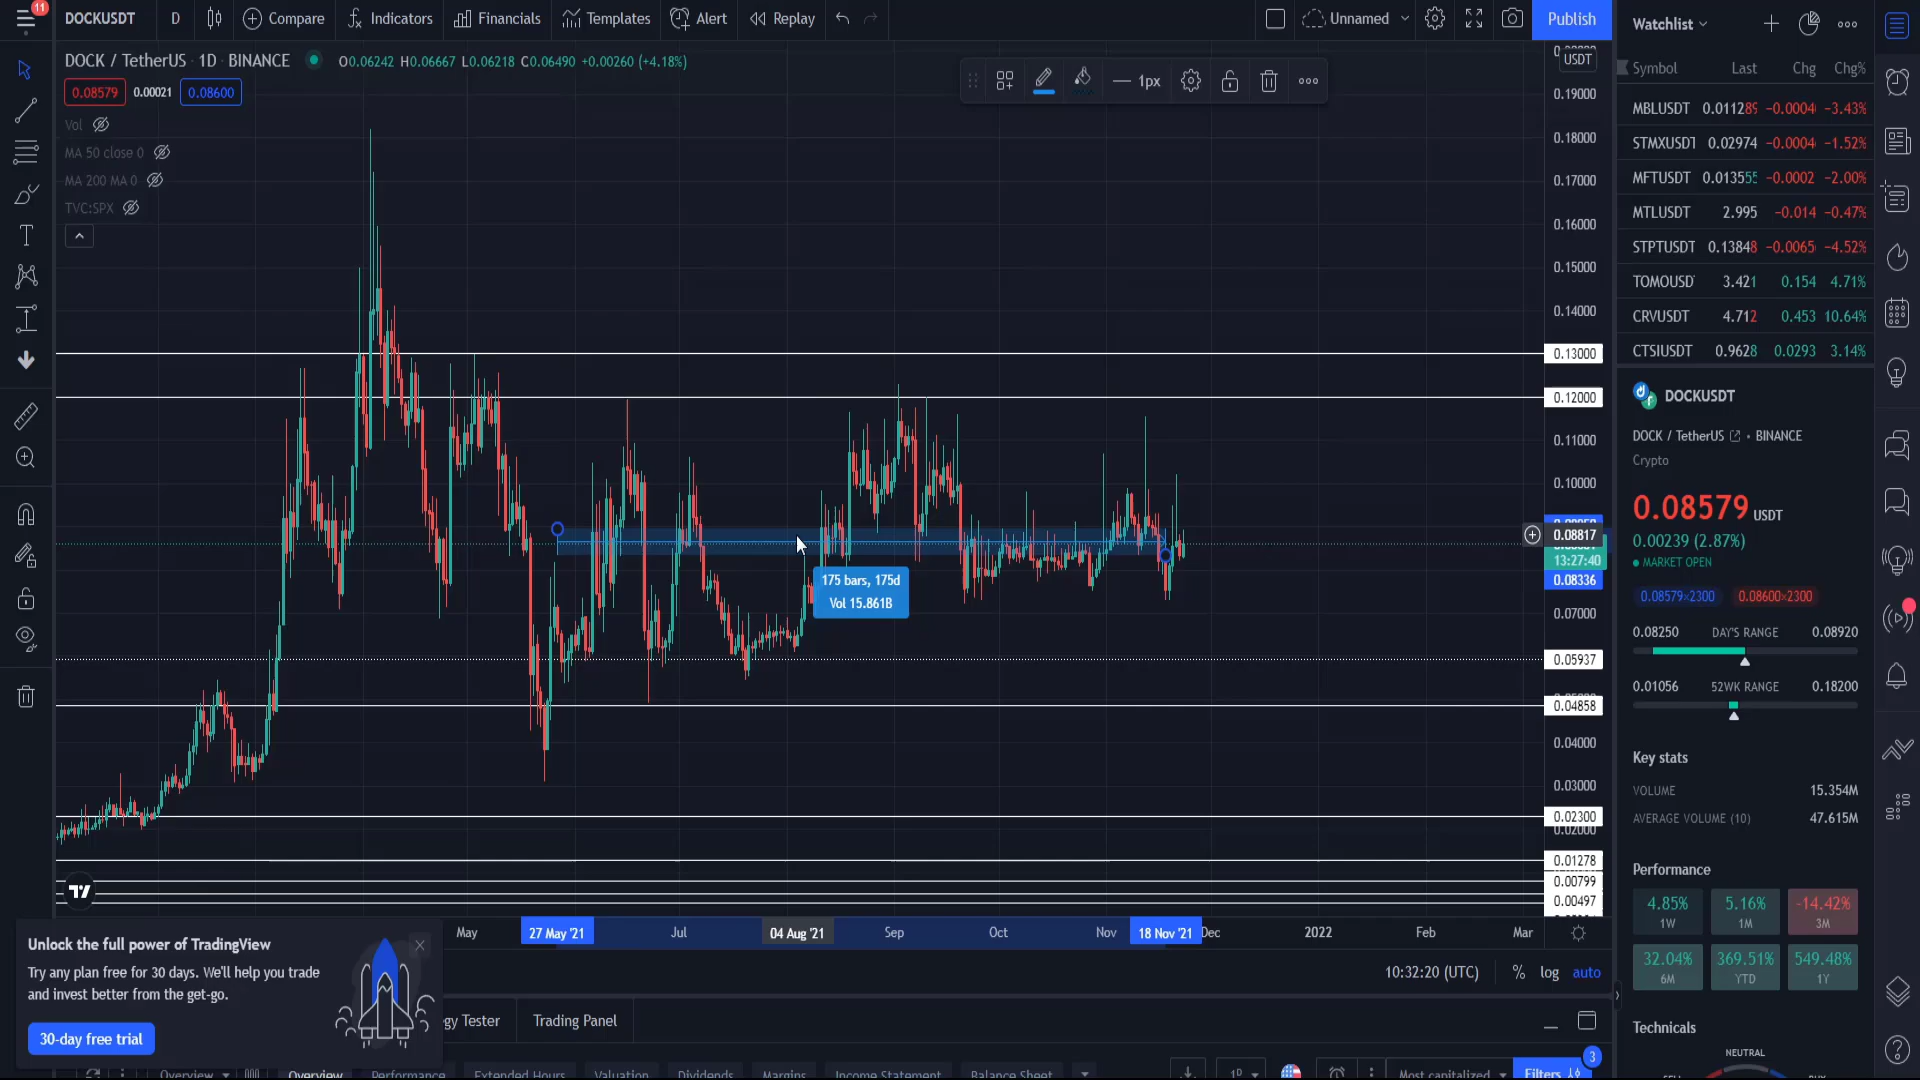 11
DOCKUSDT D Compare Indicators Financials Templates Alert Replay Unnamed Publish
DOCK / TetherUS · 1D · BINANCE O0.06242 H0.06667 L0.06218 C0.06490 +0.00260 (+4.18%)
0.08579 0.00021 0.08600
Vol
MA 50 close 0
MA 200 MA 0
TVC:SPX
1px
USDT
0.19000
0.18000
0.17000
0.16000
0.15000
0.14000
0.13000
0.12000
0.11000
0.10000
0.08817
13:27:40
0.08336
0.07000
0.05937
0.04858
0.04000
0.03000
0.02300
0.02000
0.01278
0.00799
0.00497
175 bars, 175d
Vol 15.861B
May 27 May '21 Jul 04 Aug '21 Sep Oct Nov 18 Nov '21 Dec 2022 Feb Mar
10:32:20 (UTC) % log auto
Unlock the full power of TradingView
Try any plan free for 30 days. We'll help you trade
and invest better from the get-go.
30-day free trial
gy Tester Trading Panel
Overview Overview Performance Extended Hours Valuation Dividends Margins Income Statement Balance Sheet 1D Most capitalized Filters 3
Watchlist
Symbol Last Chg Chg%
MBLUSDT 0.011289 −0.0004 −3.43%
STMXUSDT 0.02974 −0.0004 −1.52%
MFTUSDT 0.013555 −0.0002 −2.00%
MTLUSDT 2.995 −0.014 −0.47%
STPTUSDT 0.13848 −0.0065 −4.52%
TOMOUSD 3.421 0.154 4.71%
CRVUSDT 4.712 0.453 10.64%
CTSIUSDT 0.9628 0.0293 3.14%
DOCKUSDT
DOCK / TetherUS • BINANCE
Crypto
0.08579 USDT
0.00239 (2.87%)
MARKET OPEN
0.08579×2300 0.08600×2300
0.08250 DAY'S RANGE 0.08920
0.01056 52WK RANGE 0.18200
Key stats
VOLUME 15.354M
AVERAGE VOLUME (10) 47.615M
Performance
4.85% 5.16% -14.42%
1W 1M 3M
32.04% 369.51% 549.48%
6M YTD 1Y
Technicals
NEUTRAL